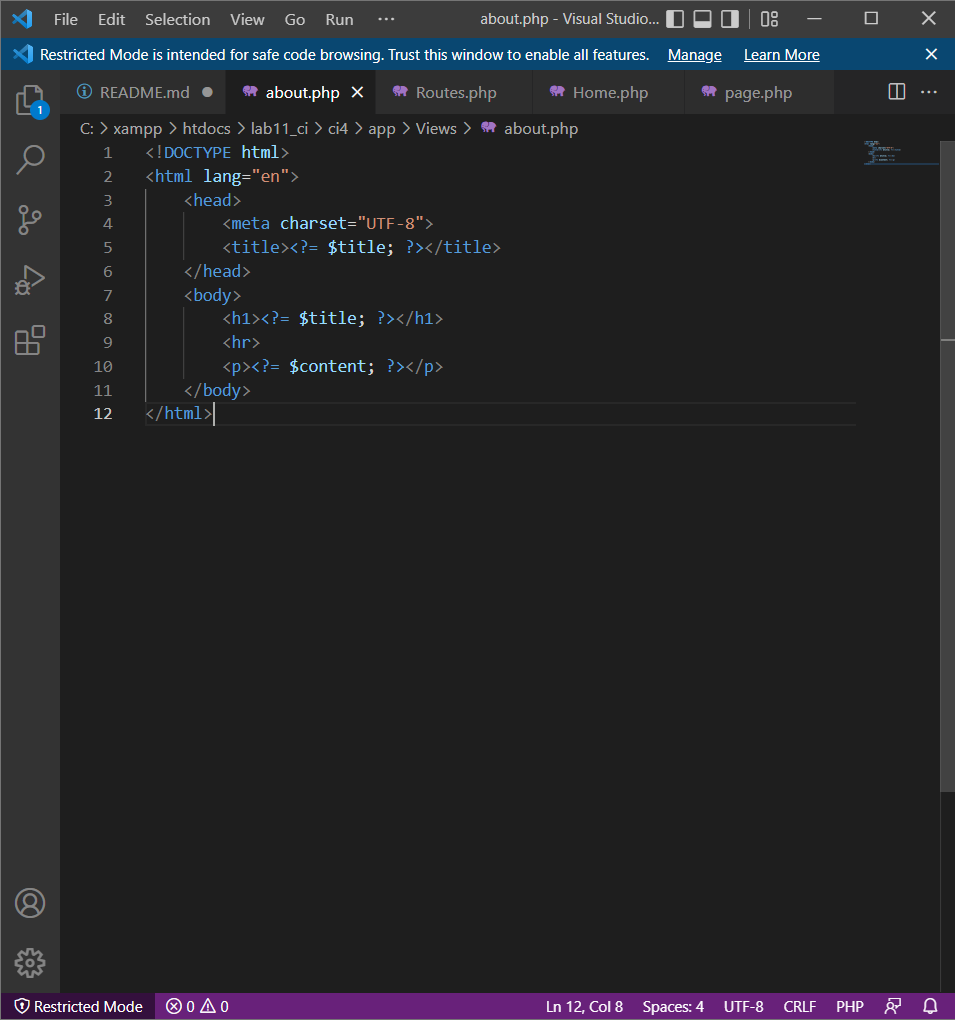 File Edit Selection View Go Run ··· about.php - Visual Studio...
Restricted Mode is intended for safe code browsing. Trust this window to enable all features. Manage Learn More
README.md about.php Routes.php Home.php page.php
1
C: > xampp > htdocs > lab11_ci > ci4 > app > Views > about.php
1 <!DOCTYPE html>
2 <html lang="en">
3     <head>
4         <meta charset="UTF-8">
5         <title><?= $title; ?></title>
6     </head>
7     <body>
8         <h1><?= $title; ?></h1>
9         <hr>
10         <p><?= $content; ?></p>
11     </body>
12 </html>
Restricted Mode 0 0 Ln 12, Col 8 Spaces: 4 UTF-8 CRLF PHP